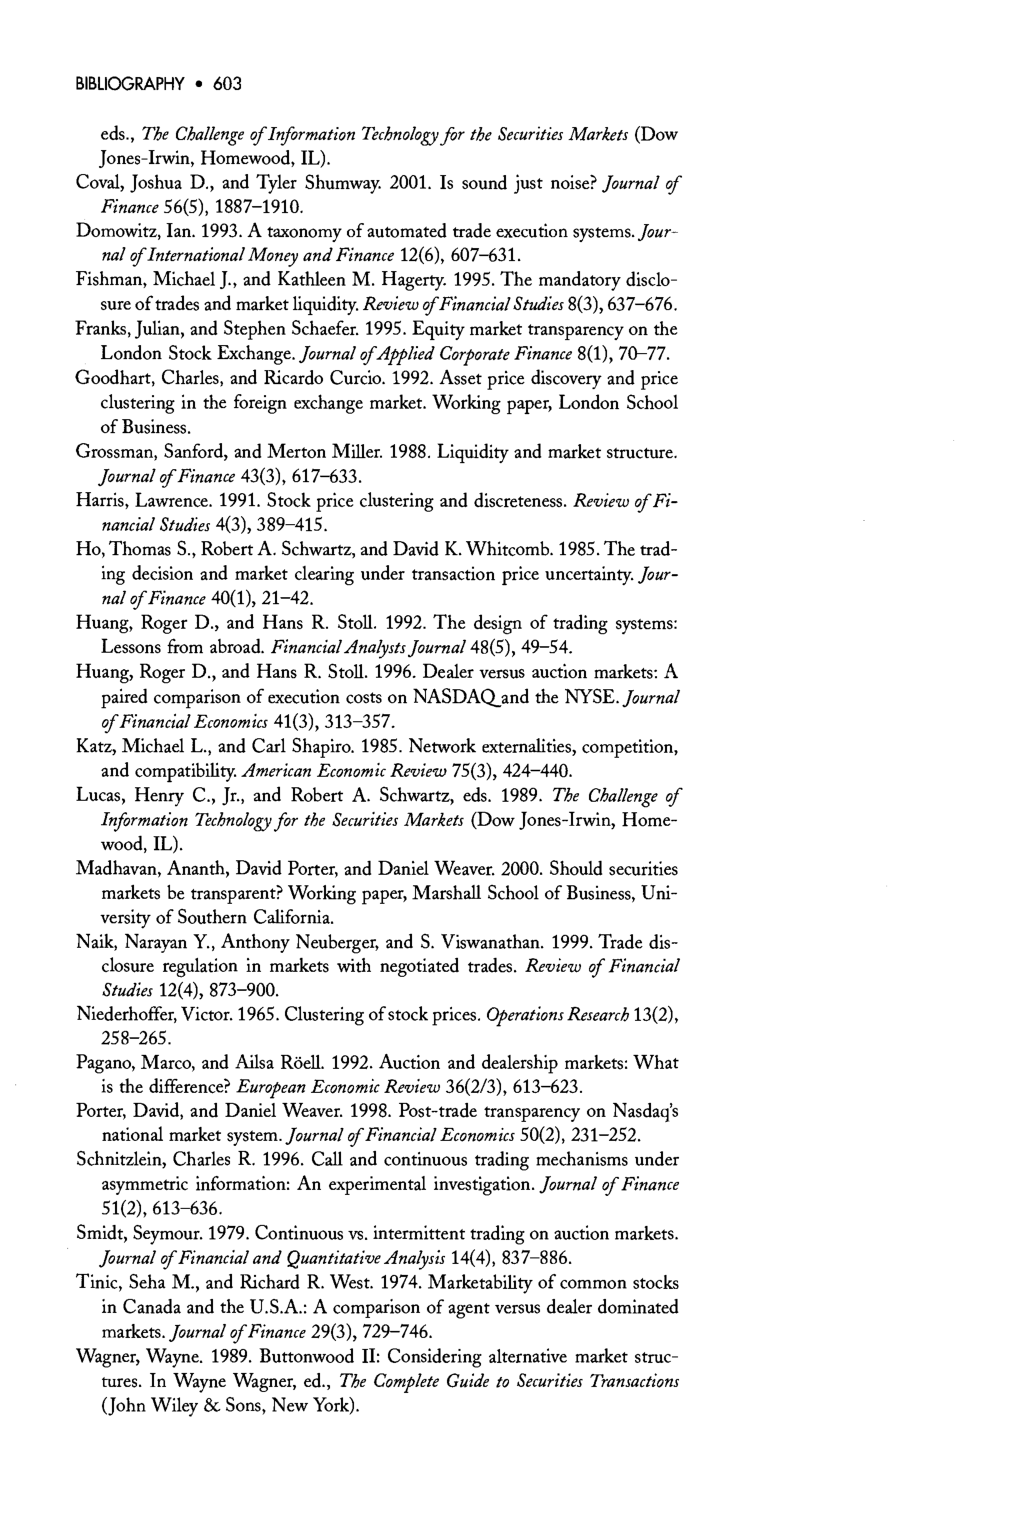 BIBLIOGRAPHY • 603
eds., The Challenge of Information Technology for the Securities Markets (Dow
Jones-Irwin, Homewood, IL).
Coval, Joshua D., and Tyler Shumway. 2001. Is sound just noise? Journal of
Finance 56(5), 1887–1910.
Domowitz, Ian. 1993. A taxonomy of automated trade execution systems. Jour-
nal of International Money and Finance 12(6), 607–631.
Fishman, Michael J., and Kathleen M. Hagerty. 1995. The mandatory disclo-
sure of trades and market liquidity. Review of Financial Studies 8(3), 637–676.
Franks, Julian, and Stephen Schaefer. 1995. Equity market transparency on the
London Stock Exchange. Journal of Applied Corporate Finance 8(1), 70–77.
Goodhart, Charles, and Ricardo Curcio. 1992. Asset price discovery and price
clustering in the foreign exchange market. Working paper, London School
of Business.
Grossman, Sanford, and Merton Miller. 1988. Liquidity and market structure.
Journal of Finance 43(3), 617–633.
Harris, Lawrence. 1991. Stock price clustering and discreteness. Review of Fi-
nancial Studies 4(3), 389–415.
Ho, Thomas S., Robert A. Schwartz, and David K. Whitcomb. 1985. The trad-
ing decision and market clearing under transaction price uncertainty. Jour-
nal of Finance 40(1), 21–42.
Huang, Roger D., and Hans R. Stoll. 1992. The design of trading systems:
Lessons from abroad. Financial Analysts Journal 48(5), 49–54.
Huang, Roger D., and Hans R. Stoll. 1996. Dealer versus auction markets: A
paired comparison of execution costs on NASDAQ and the NYSE. Journal
of Financial Economics 41(3), 313–357.
Katz, Michael L., and Carl Shapiro. 1985. Network externalities, competition,
and compatibility. American Economic Review 75(3), 424–440.
Lucas, Henry C., Jr., and Robert A. Schwartz, eds. 1989. The Challenge of
Information Technology for the Securities Markets (Dow Jones-Irwin, Home-
wood, IL).
Madhavan, Ananth, David Porter, and Daniel Weaver. 2000. Should securities
markets be transparent? Working paper, Marshall School of Business, Uni-
versity of Southern California.
Naik, Narayan Y., Anthony Neuberger, and S. Viswanathan. 1999. Trade dis-
closure regulation in markets with negotiated trades. Review of Financial
Studies 12(4), 873–900.
Niederhoffer, Victor. 1965. Clustering of stock prices. Operations Research 13(2),
258–265.
Pagano, Marco, and Ailsa Röell. 1992. Auction and dealership markets: What
is the difference? European Economic Review 36(2/3), 613–623.
Porter, David, and Daniel Weaver. 1998. Post-trade transparency on Nasdaq's
national market system. Journal of Financial Economics 50(2), 231–252.
Schnitzlein, Charles R. 1996. Call and continuous trading mechanisms under
asymmetric information: An experimental investigation. Journal of Finance
51(2), 613–636.
Smidt, Seymour. 1979. Continuous vs. intermittent trading on auction markets.
Journal of Financial and Quantitative Analysis 14(4), 837–886.
Tinic, Seha M., and Richard R. West. 1974. Marketability of common stocks
in Canada and the U.S.A.: A comparison of agent versus dealer dominated
markets. Journal of Finance 29(3), 729–746.
Wagner, Wayne. 1989. Buttonwood II: Considering alternative market struc-
tures. In Wayne Wagner, ed., The Complete Guide to Securities Transactions
(John Wiley & Sons, New York).